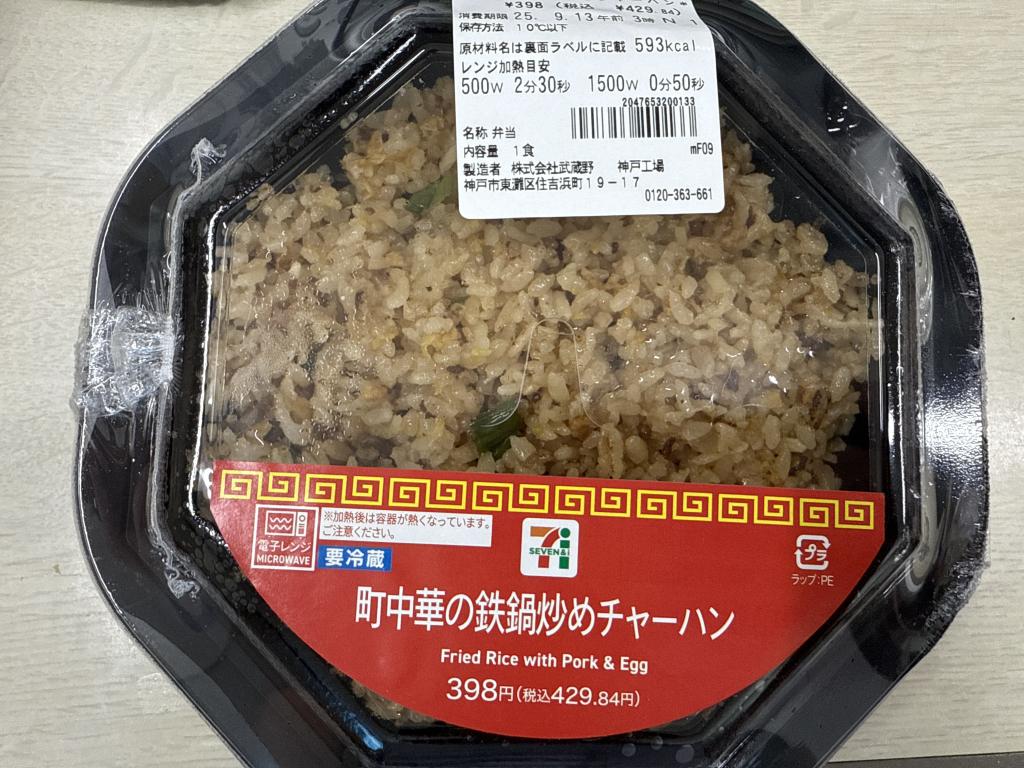 ¥398 (税込 ¥429.84)
消費期限 25. 9.13午前 3時 N 1
保存方法 10℃以下
原材料名は裏面ラベルに記載 593kcal
レンジ加熱目安
500W 2分30秒 1500W 0分50秒
2047653200133
名称 弁当
内容量 1食 mF09
製造者 株式会社武蔵野 神戸工場
神戸市東灘区住吉浜町19-17
0120-363-661
電子レンジ
MICROWAVE
※加熱後は容器が熱くなっています。
ご注意ください。
要冷蔵
7i
SEVEN&i
プラ
ラップ:PE
町中華の鉄鍋炒めチャーハン
Fried Rice with Pork & Egg
398円(税込429.84円)